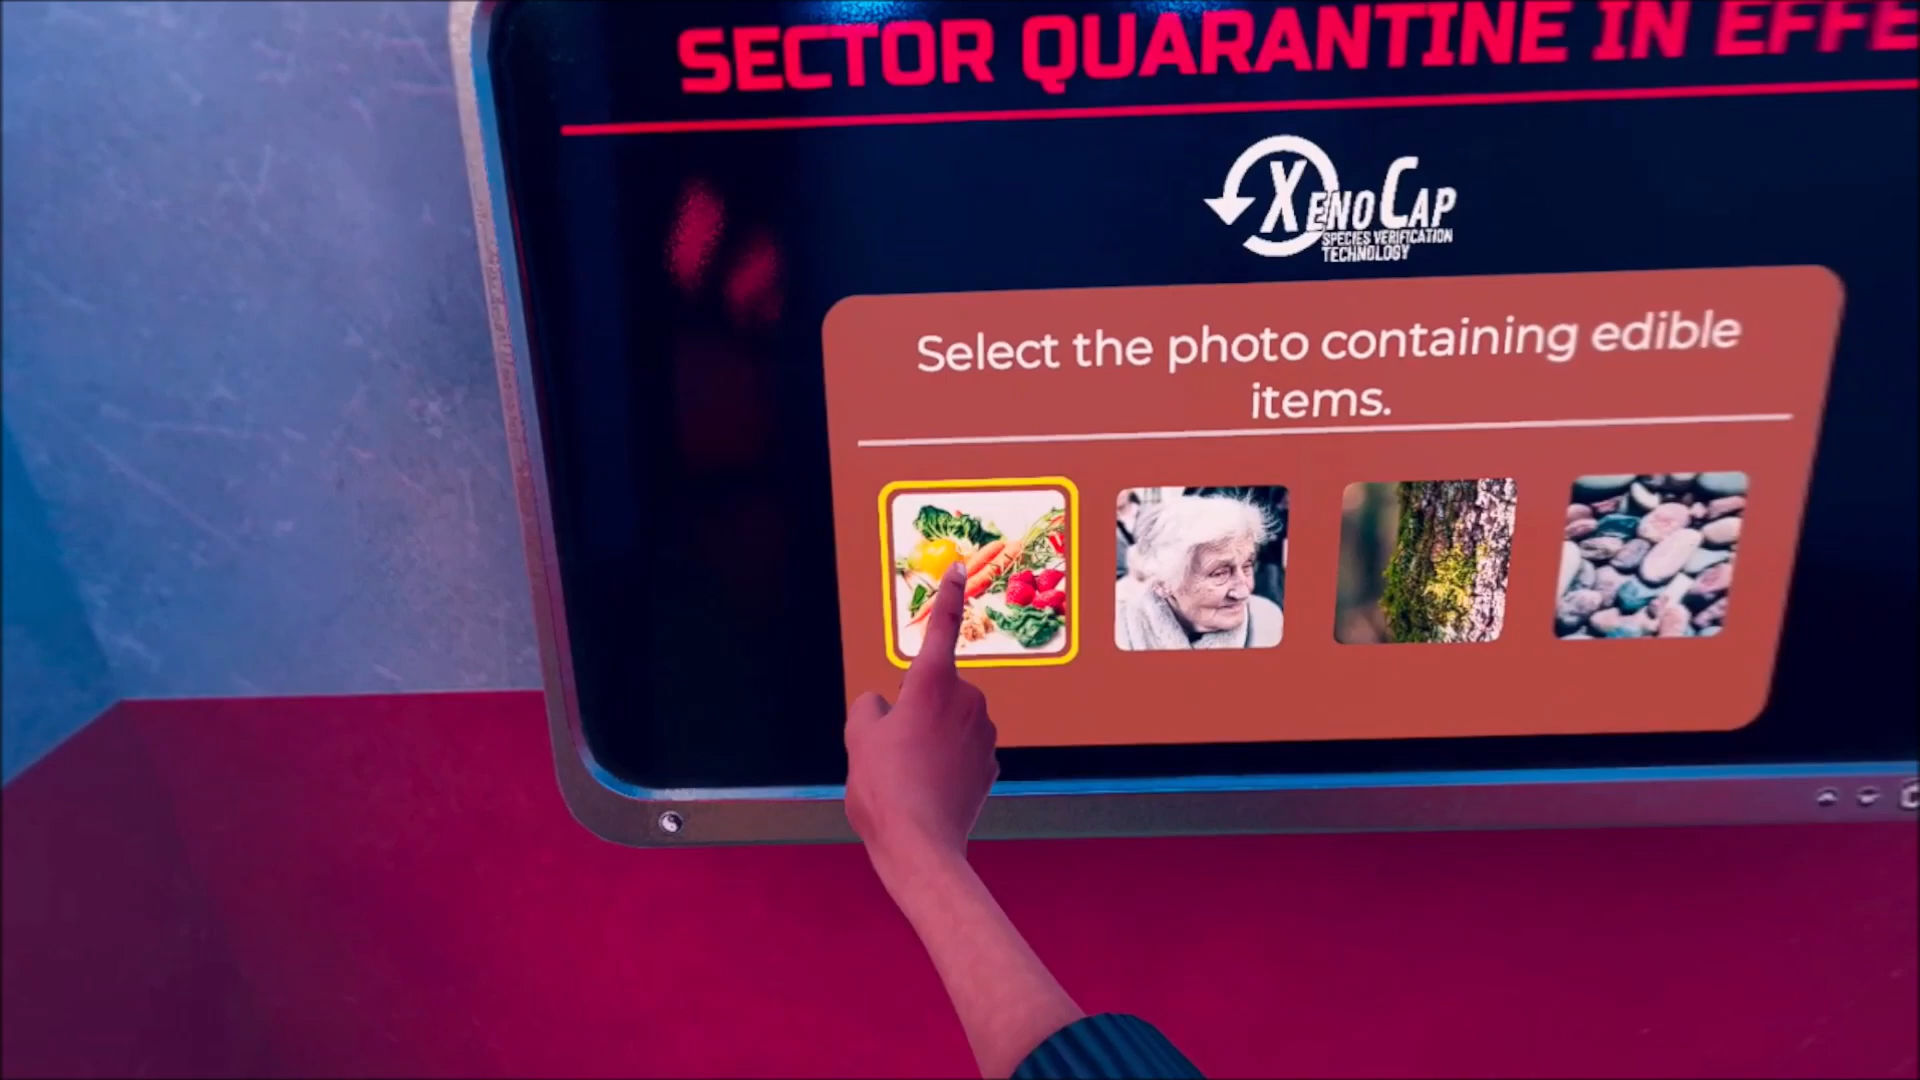 SECTOR QUARANTINE IN EFFE
XENOCAP
SPECIES VERIFICATION
TECHNOLOGY
Select the photo containing edible
items.